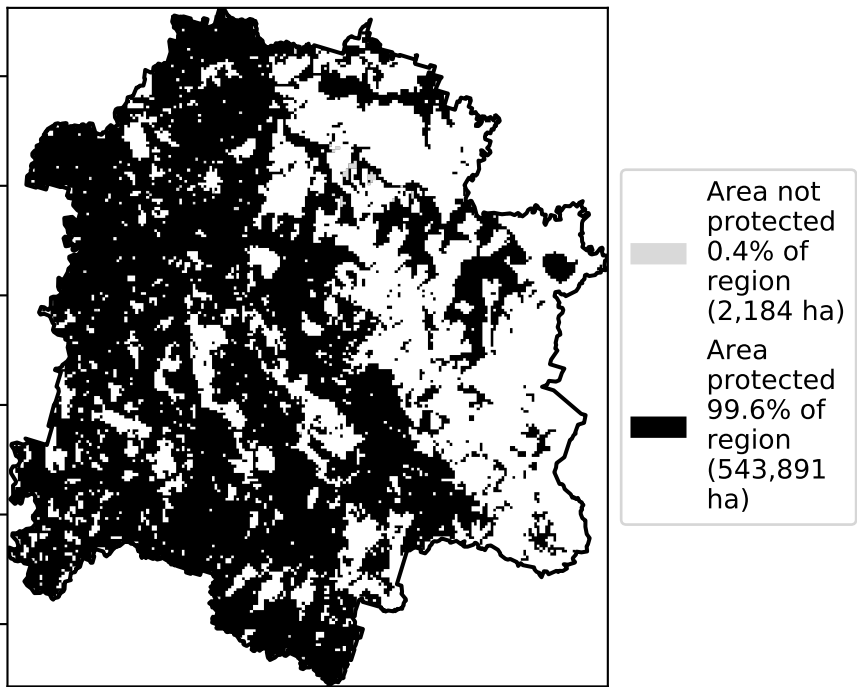 Area not
protected
0.4% of
region
(2,184 ha)
Area
protected
99.6% of
region
(543,891
ha)